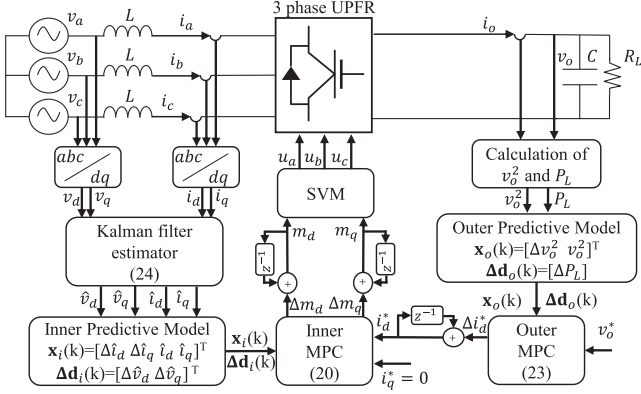 3 phase UPFR
v_a L i_a
v_b L i_b
v_c L i_c
i_o
v_o C R_L
abc
dq
abc
dq
v_d v_q
i_d i_q
u_a u_b u_c
SVM
Calculation of
v_o^2 and P_L
v_o^2 P_L
Kalman filter
estimator
(24)
m_d m_q
z^{-1}
+
z^{-1}
+
Outer Predictive Model
x_o(k)=[Δv_o^2 v_o^2]^T
Δd_o(k)=[ΔP_L]
v̂_d v̂_q î_d î_q
Δm_d Δm_q
x_o(k) Δd_o(k)
Inner Predictive Model
x_i(k)=[Δî_d Δî_q î_d î_q]^T
Δd_i(k)=[Δv̂_d Δv̂_q]^T
x_i(k)
Δd_i(k)
Inner
MPC
(20)
i_d^*
z^{-1}
+
Δi_d^*
i_q^* = 0
Outer
MPC
(23)
v_o^*